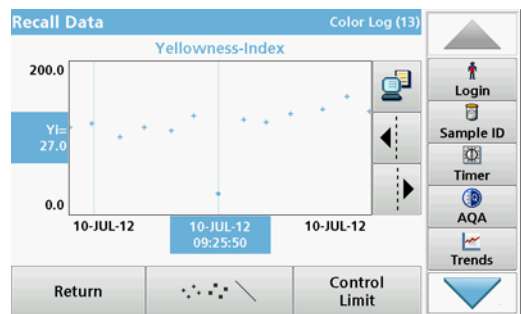 Recall Data
Color Log (13)
Yellowness-Index
200.0
Yi=
27.0
0.0
10-JUL-12
10-JUL-12
09:25:50
10-JUL-12
Return
Control
Limit
Login
Sample ID
Timer
AQA
Trends